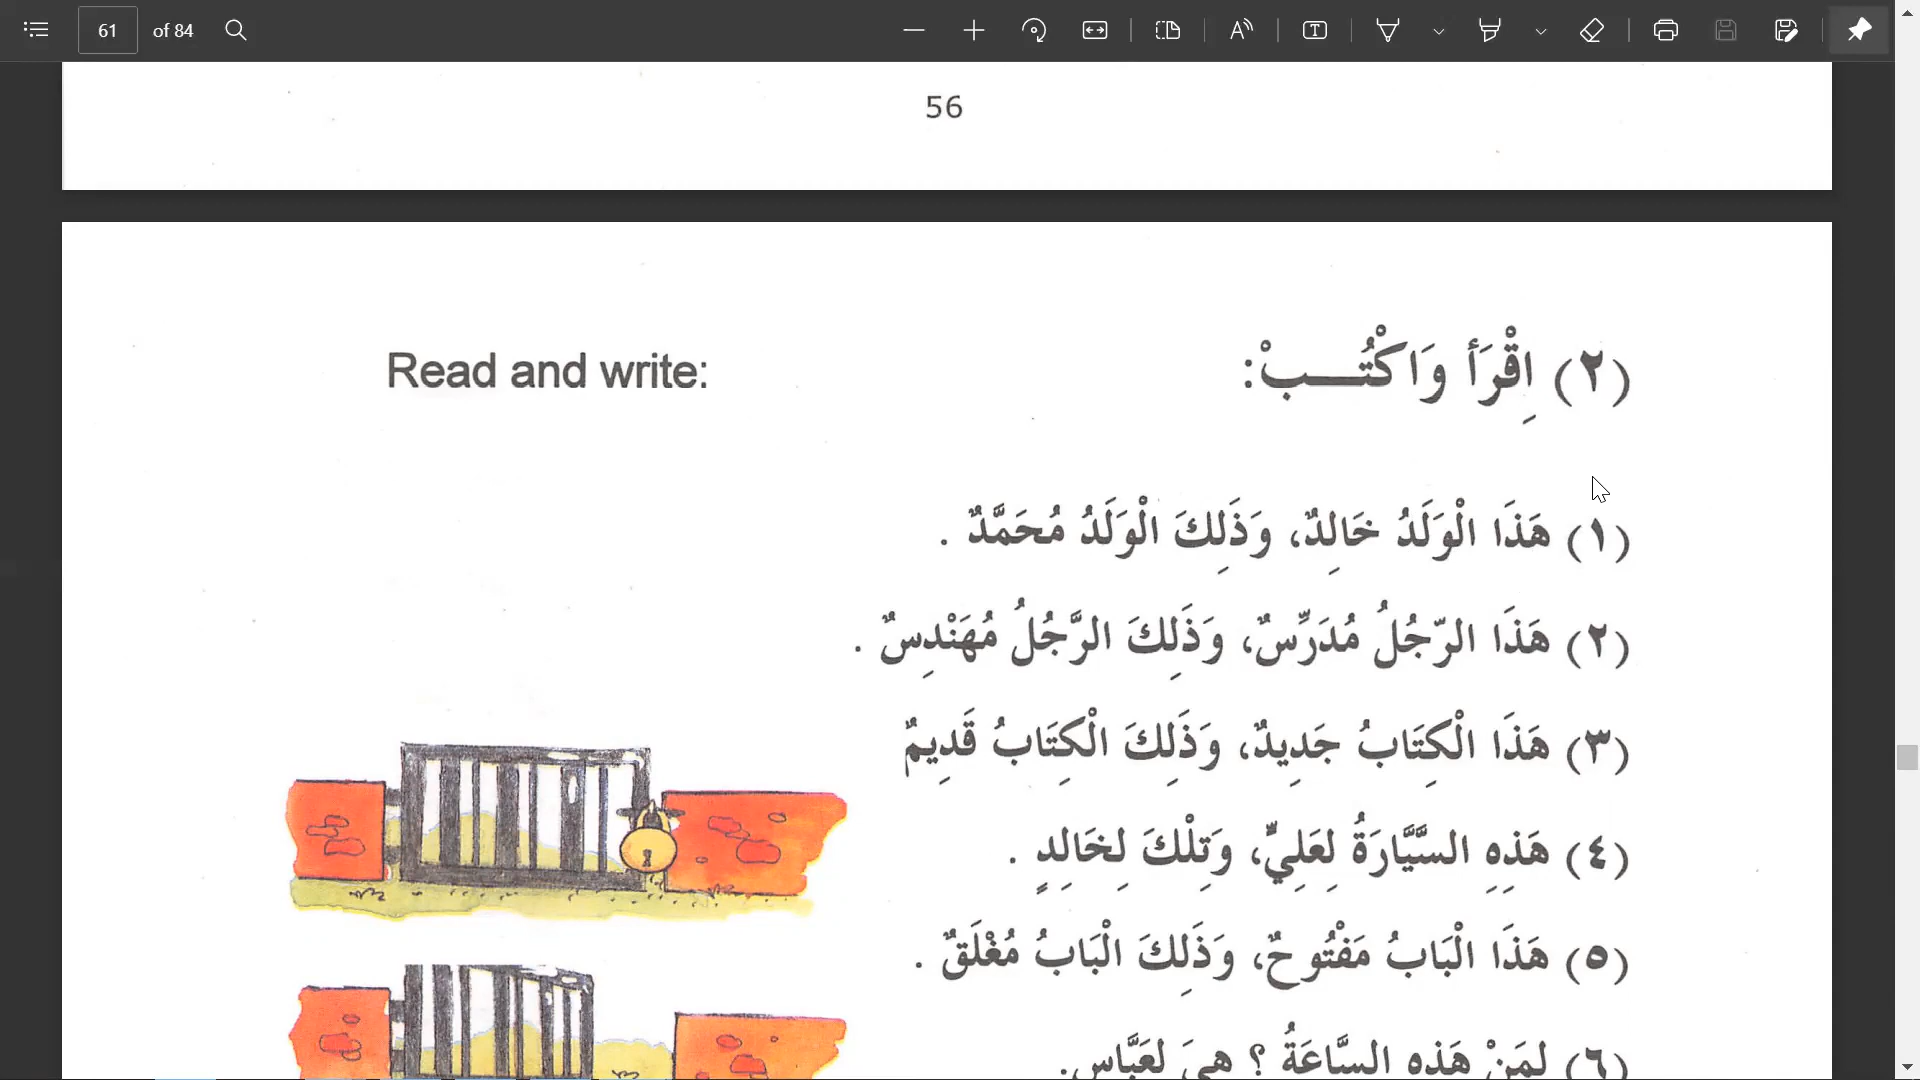 61 of 84
56
Read and write:
(٢) اِقْرَأْ وَاكْتُـــبْ:
(١) هَذَا الْوَلَدُ خَالِدٌ، وَذَلِكَ الْوَلَدُ مُحَمَّدٌ .
(٢) هَذَا الرّجُلُ مُدَرِّسٌ، وَذَلِكَ الرَّجُلُ مُهَنْدِسٌ .
(٣) هَذَا الْكِتَابُ جَدِيدٌ، وَذَلِكَ الْكِتَابُ قَدِيمٌ
(٤) هَذِهِ السَّيَّارَةُ لِعَلِيٍّ، وَتِلْكَ لِخَالِدٍ .
(٥) هَذَا الْبَابُ مَفْتُوحٌ، وَذَلِكَ الْبَابُ مُغْلَقٌ .
(٦) لِمَنْ هَذِهِ السَّاعَةُ ؟ هِيَ لِعَبَّاسٍ.